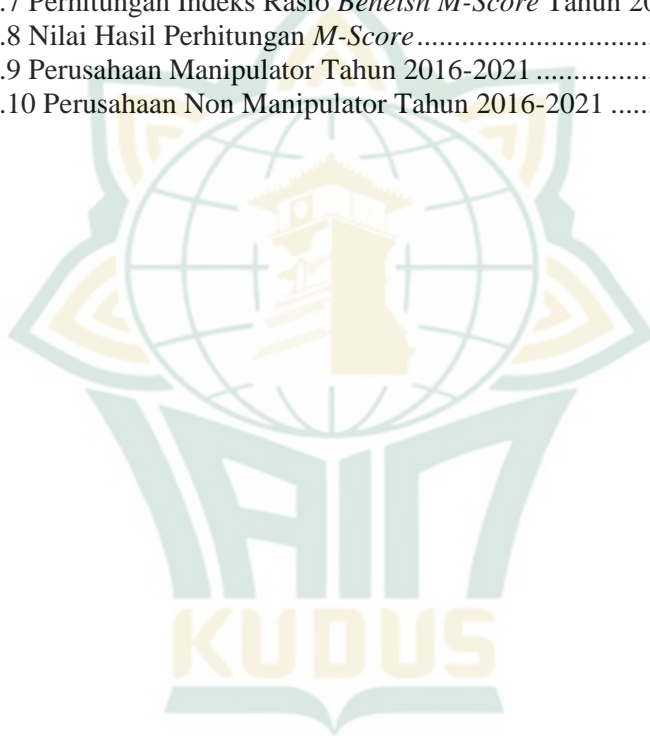 .7 Perhitungan Indeks Rasio Beneish M-Score Tahun 20
.8 Nilai Hasil Perhitungan M-Score..............................
.9 Perusahaan Manipulator Tahun 2016-2021................
.10 Perusahaan Non Manipulator Tahun 2016-2021 ......
IAIN
KUDUS